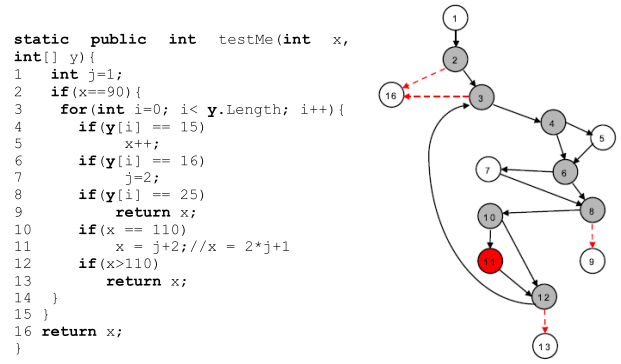 static public int testMe(int x,
int[] y){
1 int j=1;
2 if(x==90){
3 for(int i=0; i< y.Length; i++){
4 if(y[i] == 15)
5 x++;
6 if(y[i] == 16)
7 j=2;
8 if(y[i] == 25)
9 return x;
10 if(x == 110)
11 x = j+2;//x = 2*j+1
12 if(x>110)
13 return x;
14 }
15 }
16 return x;
}
1
2
16
3
4
5
7
6
10
8
11
9
12
13